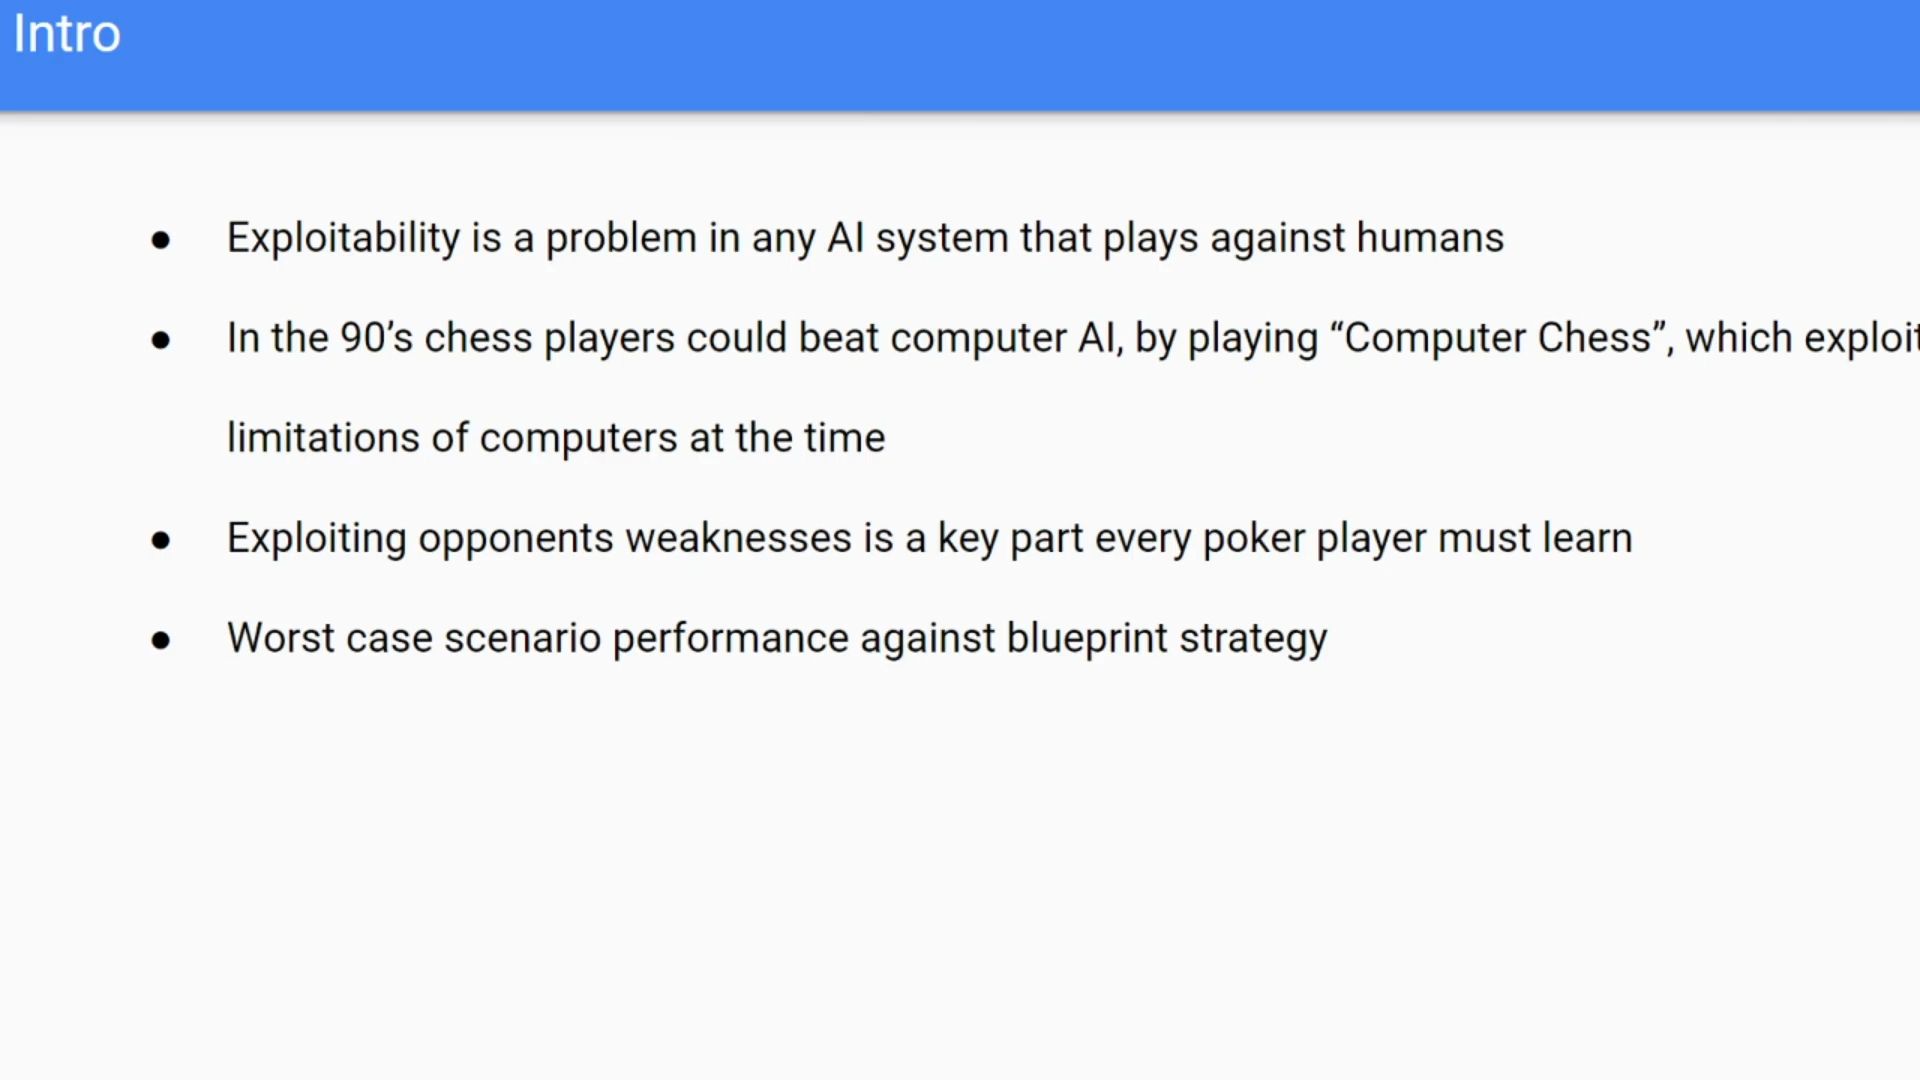 Intro
● Exploitability is a problem in any AI system that plays against humans
● In the 90’s chess players could beat computer AI, by playing “Computer Chess”, which exploit
limitations of computers at the time
● Exploiting opponents weaknesses is a key part every poker player must learn
● Worst case scenario performance against blueprint strategy